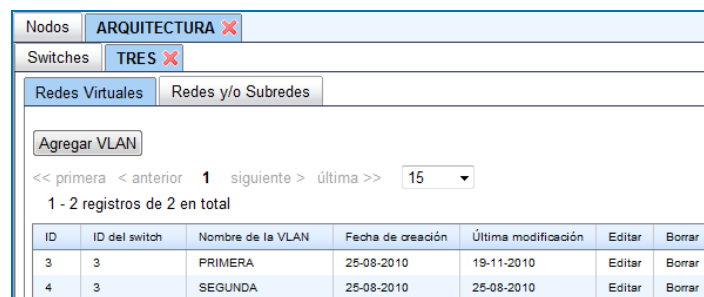 Nodos ARQUITECTURA
Switches TRES
Redes Virtuales Redes y/o Subredes
Agregar VLAN
<< primera < anterior 1 siguiente > última >> 15
1 - 2 registros de 2 en total
ID ID del switch Nombre de la VLAN Fecha de creación Última modificación Editar Borrar
3 3 PRIMERA 25-08-2010 19-11-2010 Editar Borrar
4 3 SEGUNDA 25-08-2010 25-08-2010 Editar Borrar